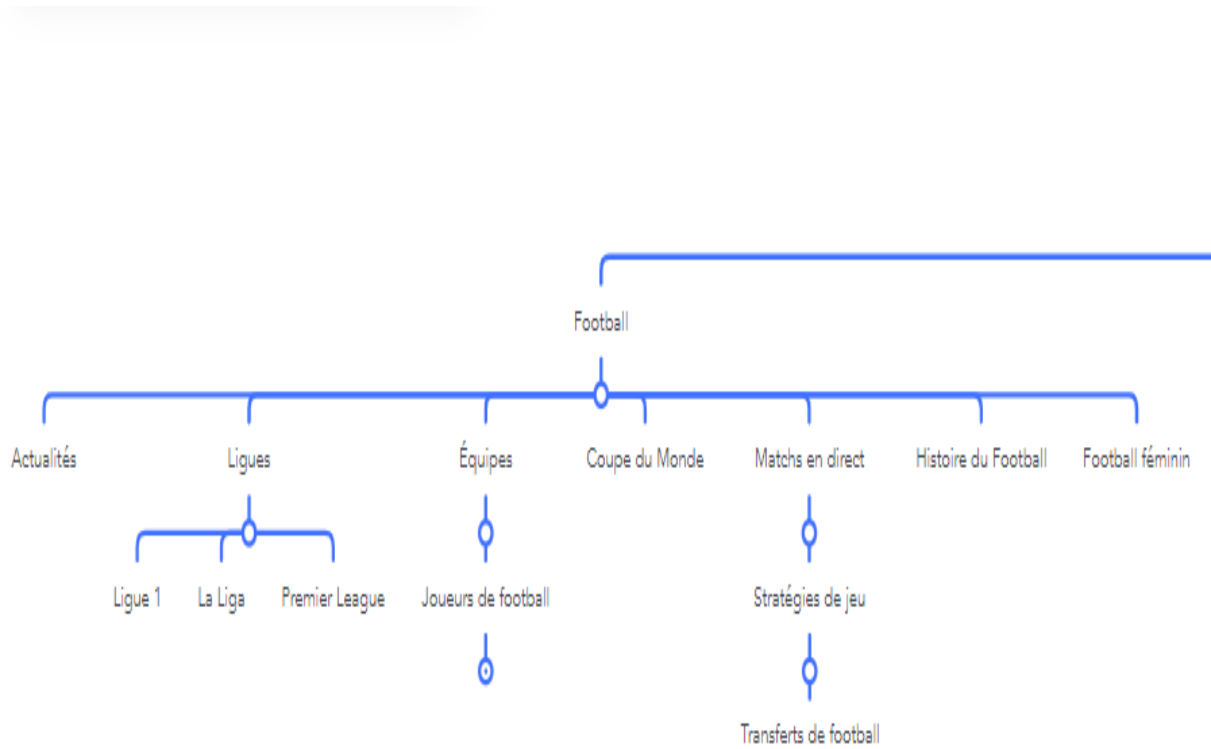 Football
Actualités
Ligues
Équipes
Coupe du Monde
Matchs en direct
Histoire du Football
Football féminin
Ligue 1
La Liga
Premier League
Joueurs de football
Stratégies de jeu
Transferts de football